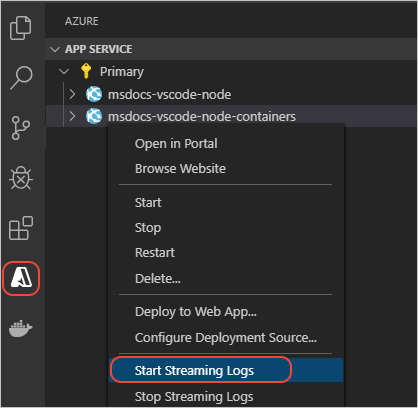 AZURE
APP SERVICE
Primary
msdocs-vscode-node
msdocs-vscode-node-containers
Open in Portal
Browse Website
Start
Stop
Restart
Delete...
Deploy to Web App...
Configure Deployment Source...
Start Streaming Logs
Stop Streaming Logs